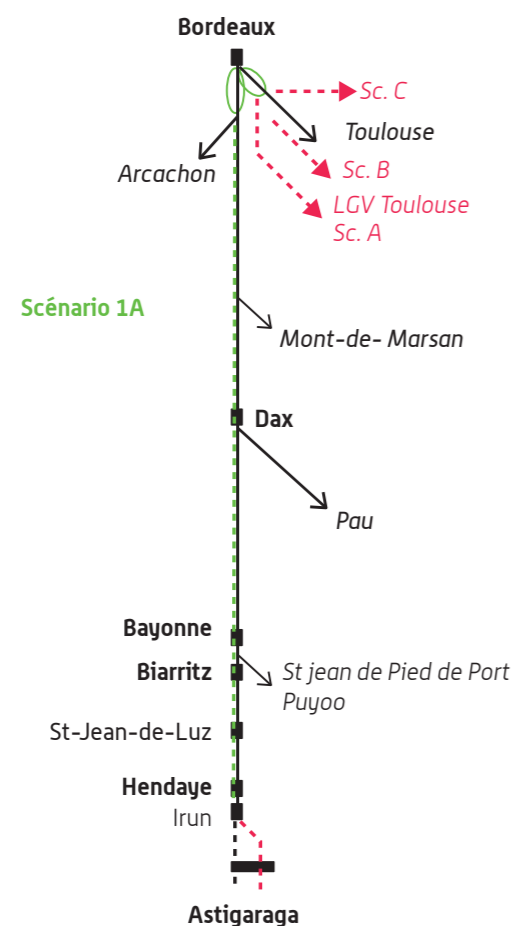 Bordeaux
Sc. C
Toulouse
Arcachon
Sc. B
LGV Toulouse
Sc. A
Scénario 1A
Mont-de- Marsan
Dax
Pau
Bayonne
Biarritz
St jean de Pied de Port
Puyoo
St-Jean-de-Luz
Hendaye
Irun
Astigaraga